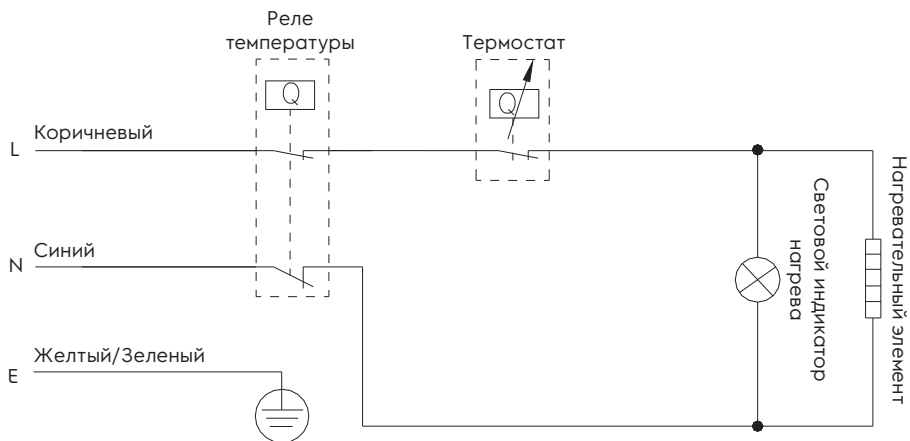 Реле
температуры
Термостат
Q
Q
L
Коричневый
N
Синий
E
Желтый/Зеленый
Световой индикатор
нагрева
Нагревательный элемент